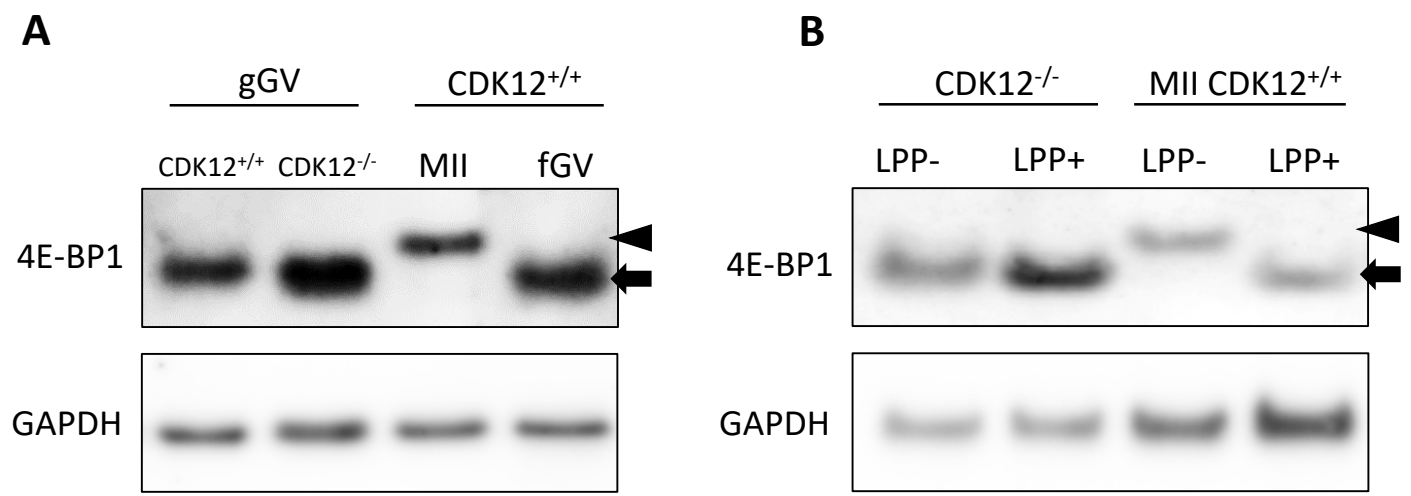 A
gGV CDK12+/+
CDK12+/+ CDK12-/- MII fGV
4E-BP1
GAPDH
B
CDK12-/- MII CDK12+/+
LPP- LPP+ LPP- LPP+
4E-BP1
GAPDH